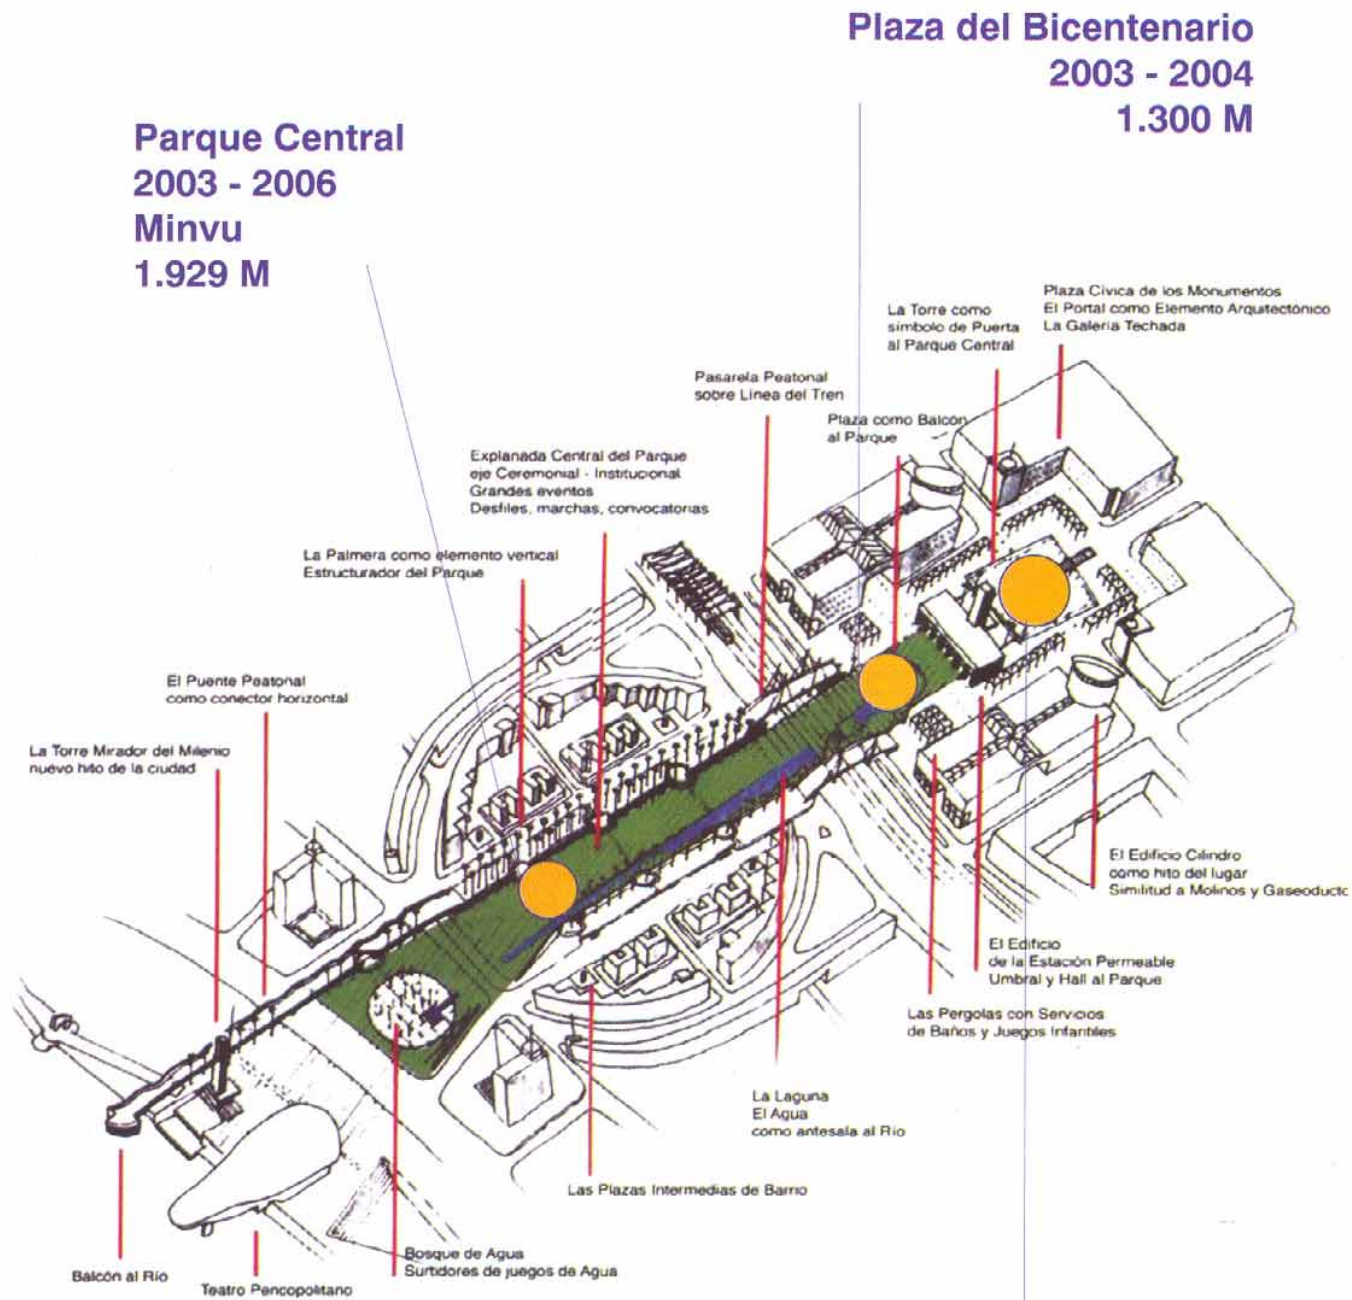 Plaza del Bicentenario
2003 - 2004
1.300 M
Parque Central
2003 - 2006
Minvu
1.929 M
Plaza Cívica de los Monumentos
El Portal como Elemento Arquitectónico
La Galería Techada
La Torre como
símbolo de Puerta
al Parque Central
Pasarela Peatonal
sobre Línea del Tren
Plaza como Balcón
al Parque
Explanada Central del Parque
eje Ceremonial - Institucional
Grandes eventos
Desfiles, marchas, convocatorias
La Palmera como elemento vertical
Estructurador del Parque
El Puente Peatonal
como conector horizontal
La Torre Mirador del Milenio
nuevo hito de la ciudad
El Edificio Cilindro
como hito del lugar
Similitud a Molinos y Gaseoducto
El Edificio
de la Estación Permeable
Umbral y Hall al Parque
Las Pergolas con Servicios
de Baños y Juegos Infantiles
La Laguna
El Agua
como antesala al Río
Las Plazas Intermedias de Barrio
Bosque de Agua
Surtidores de juegos de Agua
Balcón al Río
Teatro Pencopolitano